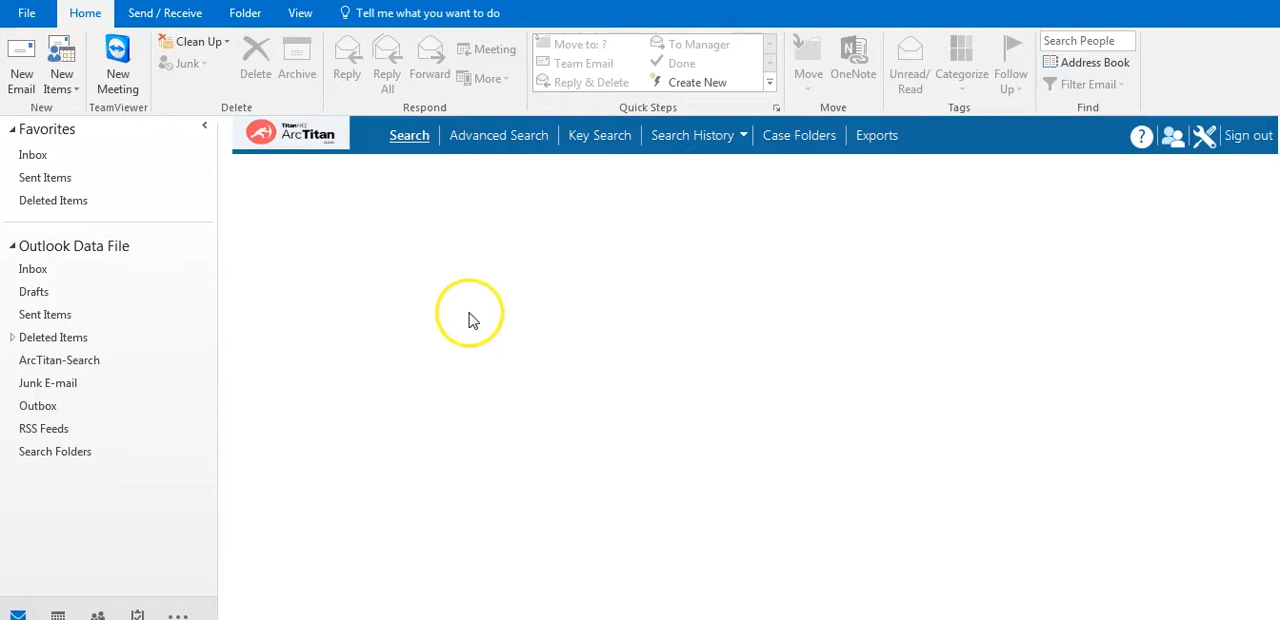 File Home Send / Receive Folder View Tell me what you want to do
New Email
New Items
New Meeting
Clean Up
Junk
Delete
Archive
Reply
Reply All
Forward
Meeting
More
Move to: ?
Team Email
Reply & Delete
To Manager
Done
Create New
Move
OneNote
Unread/ Read
Categorize
Follow Up
Search People
Address Book
Filter Email
New TeamViewer Delete Respond Quick Steps Move Tags Find
Favorites
Inbox
Sent Items
Deleted Items
Outlook Data File
Inbox
Drafts
Sent Items
Deleted Items
ArcTitan-Search
Junk E-mail
Outbox
RSS Feeds
Search Folders
TitanHQ
ArcTitan
Search Advanced Search Key Search Search History Case Folders Exports ? Sign out